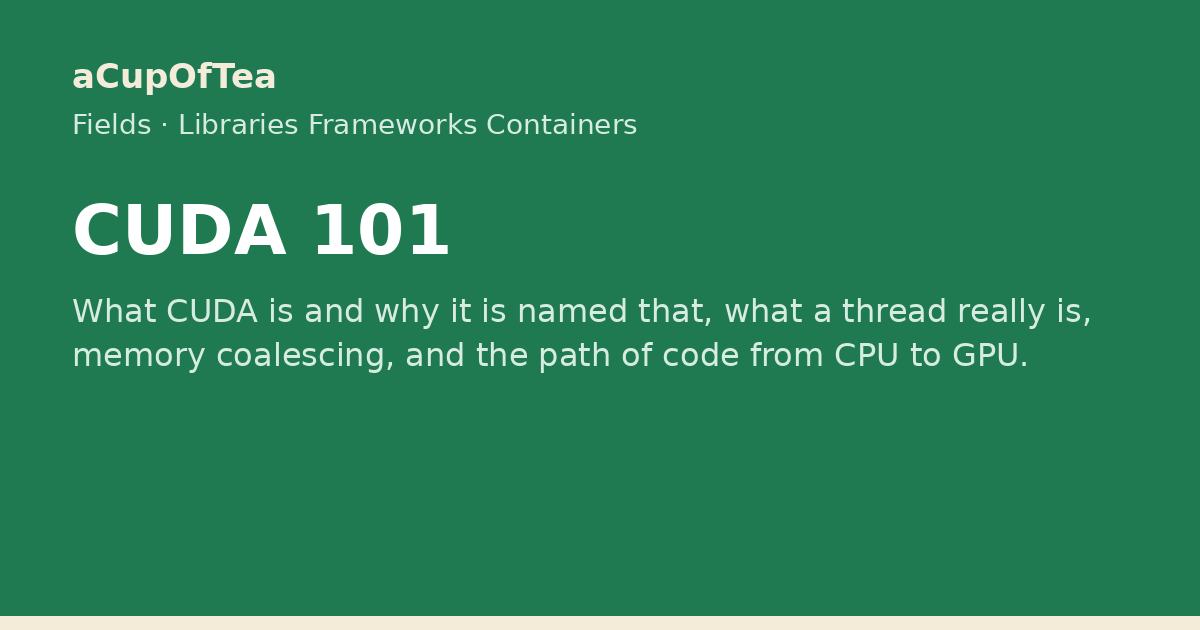 aCupOfTea
Fields · Libraries Frameworks Containers
CUDA 101
What CUDA is and why it is named that, what a thread really is,
memory coalescing, and the path of code from CPU to GPU.